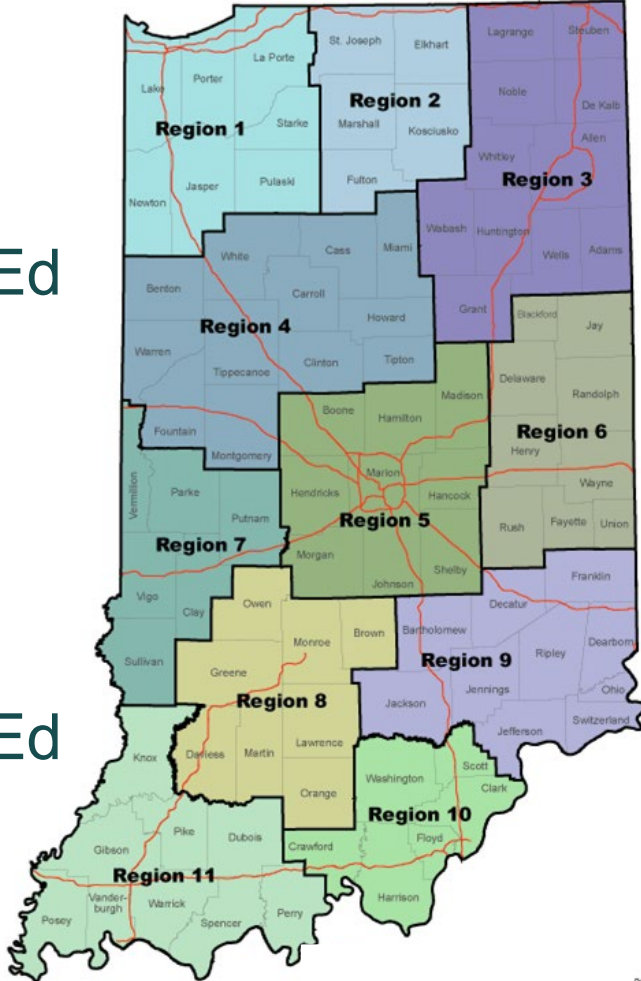 St. Joseph
Elkhart
Lagrange
Steuben
La Porte
Porter
Lake
Noble
De Kalb
Region 2
Region 1
Starke
Marshall
Kosciusko
Allen
Whitley
Region 3
Pulaski
Fulton
Jasper
Newton
Wabash
Huntington
Wells
Adams
White
Cass
Miami
Ed
Benton
Carroll
Grant
Blackford
Jay
Howard
Region 4
Warren
Clinton
Tipton
Tippecanoe
Delaware
Randolph
Madison
Boone
Hamilton
Fountain
Region 6
Montgomery
Henry
Marion
Wayne
Vermillion
Parke
Hendricks
Hancock
Putnam
Region 5
Rush
Fayette
Union
Region 7
Morgan
Shelby
Johnson
Franklin
Vigo
Clay
Owen
Decatur
Brown
Bartholomew
Monroe
Dearborn
Ripley
Sullivan
Region 9
Greene
Jennings
Ohio
Region 8
Jackson
Switzerland
Ed
Jefferson
Lawrence
Knox
Daviess
Martin
Scott
Washington
Clark
Orange
Region 10
Pike
Dubois
Floyd
Crawford
Gibson
Region 11
Harrison
Vander-
burgh
Warrick
Posey
Spencer
Perry